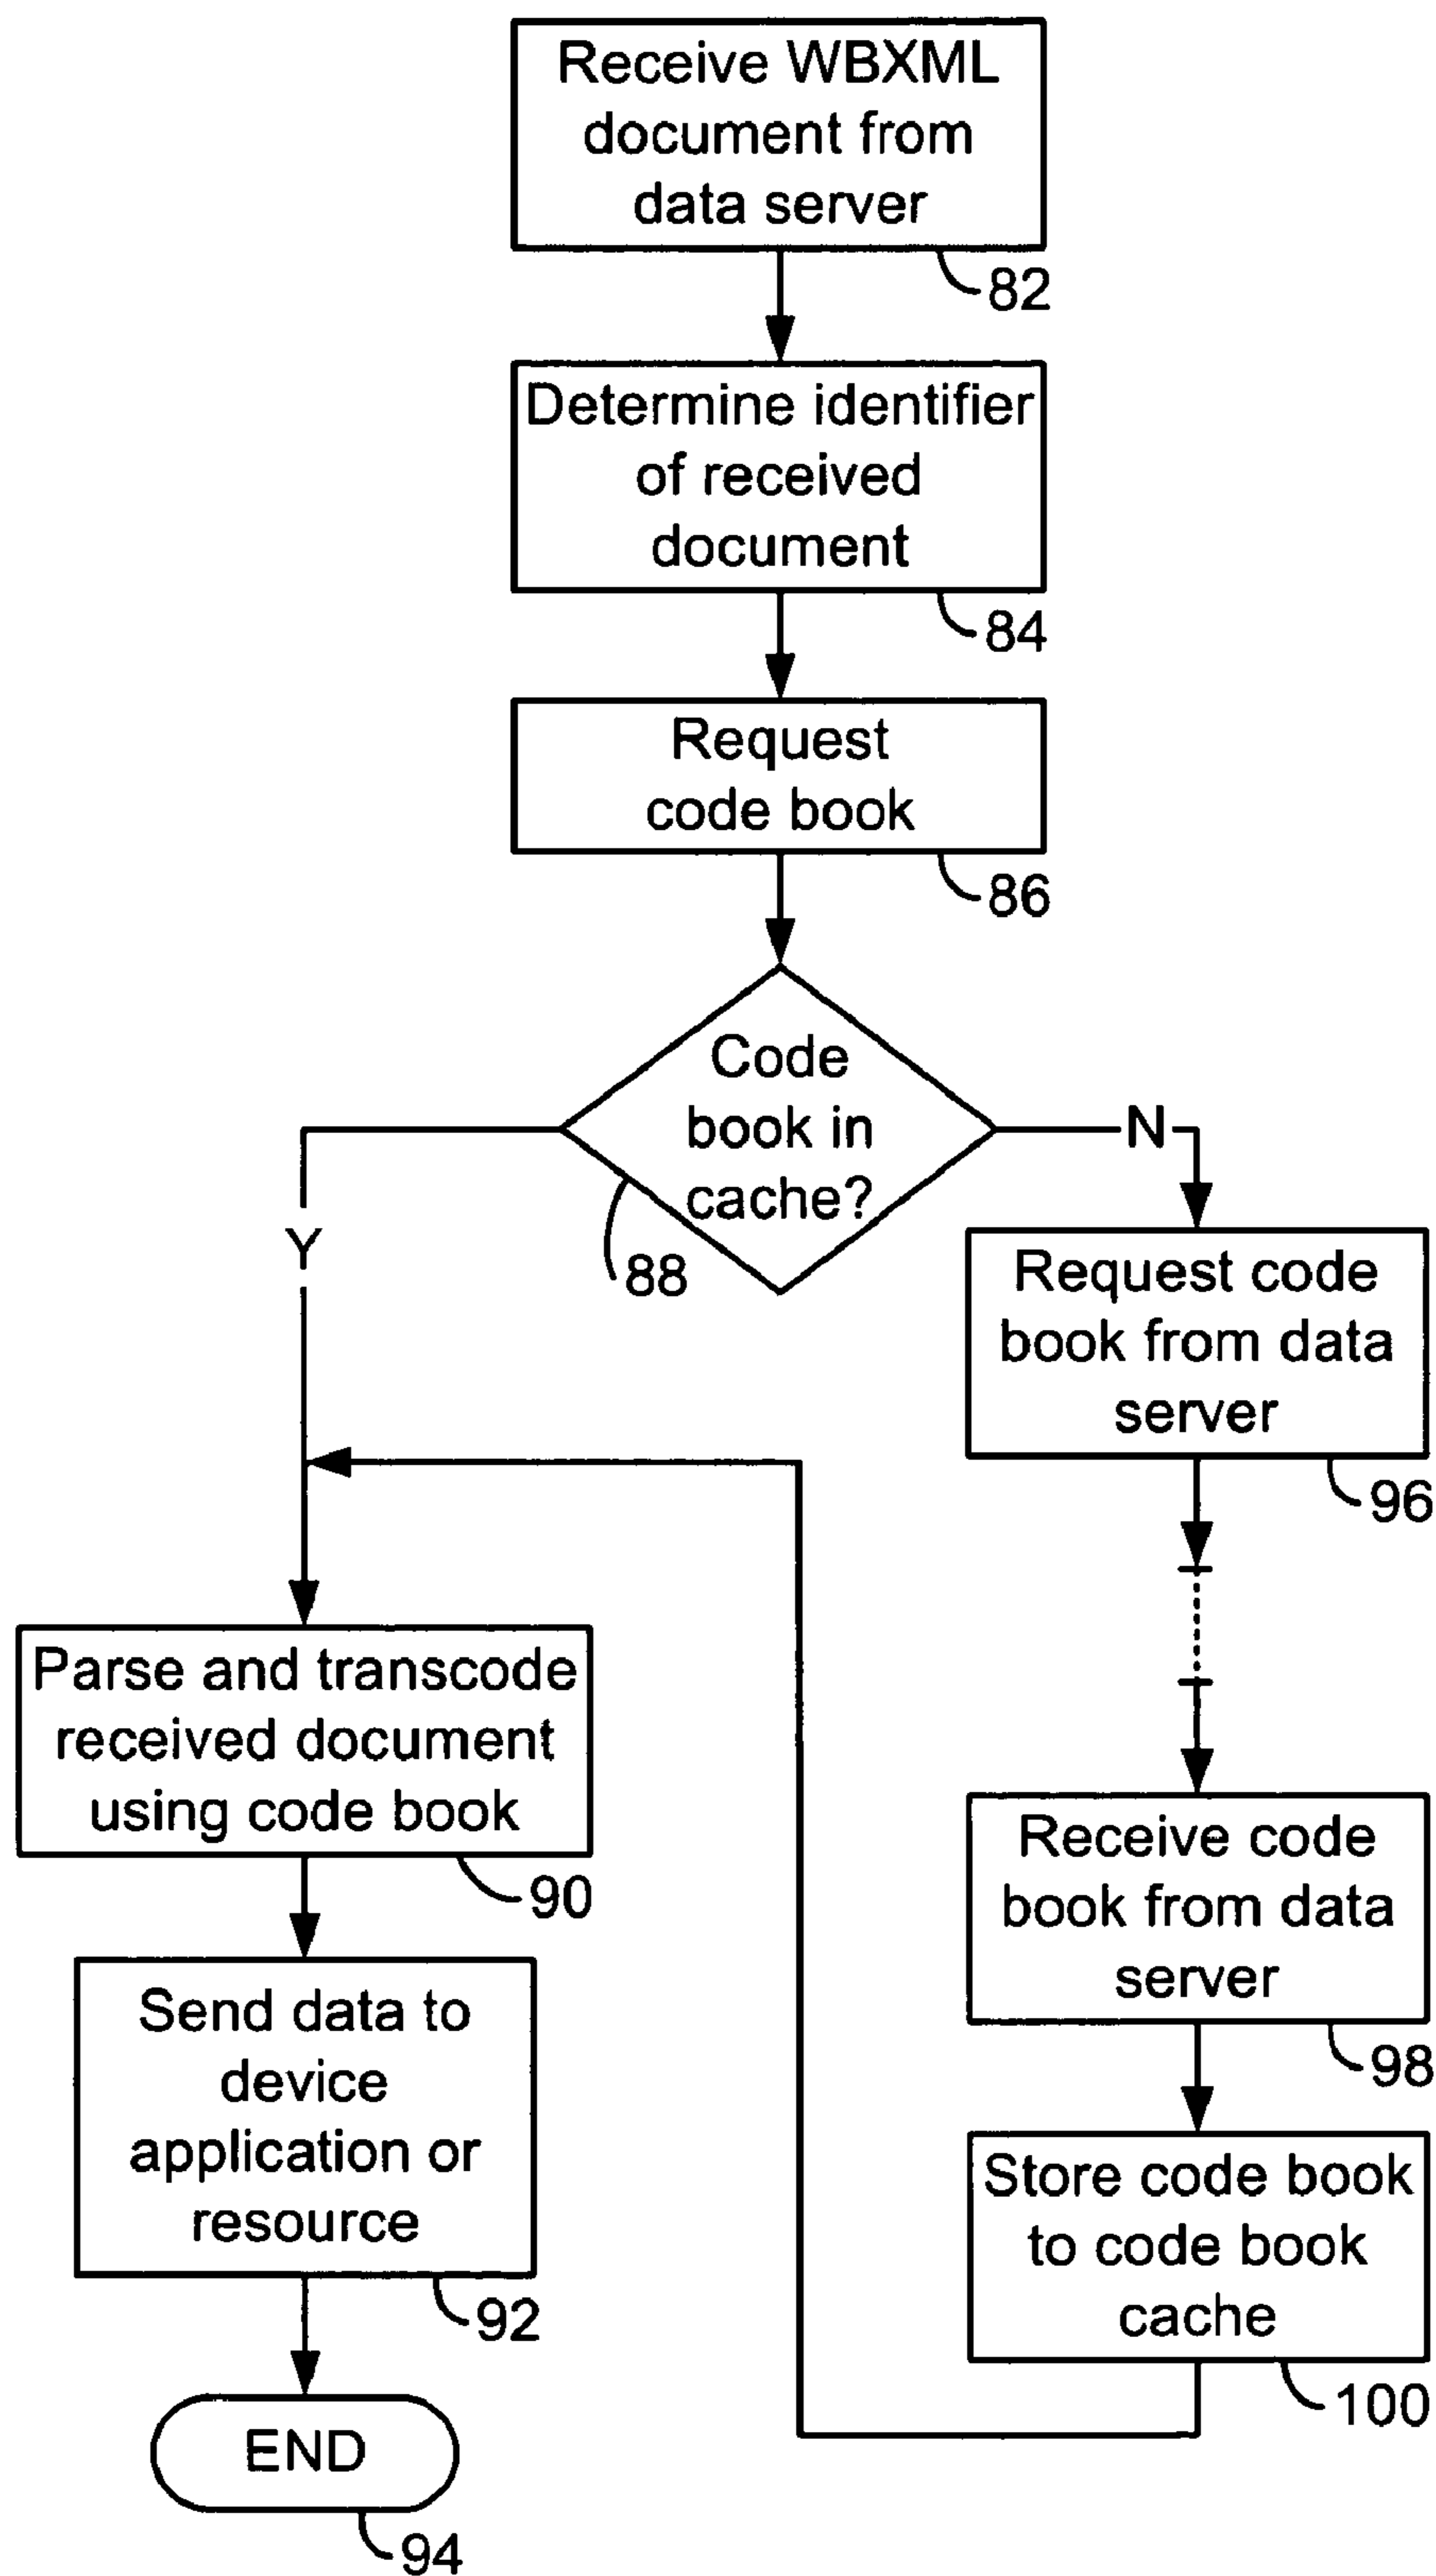 Receive WBXML
document from
data server
82
Determine identifier
of received
document
84
Request
code book
86
Code
book in
cache?
88
Y
N
Request code
book from data
server
96
Parse and transcode
received document
using code book
90
Receive code
book from data
server
98
Send data to
device
application or
resource
92
Store code book
to code book
cache
100
END
94